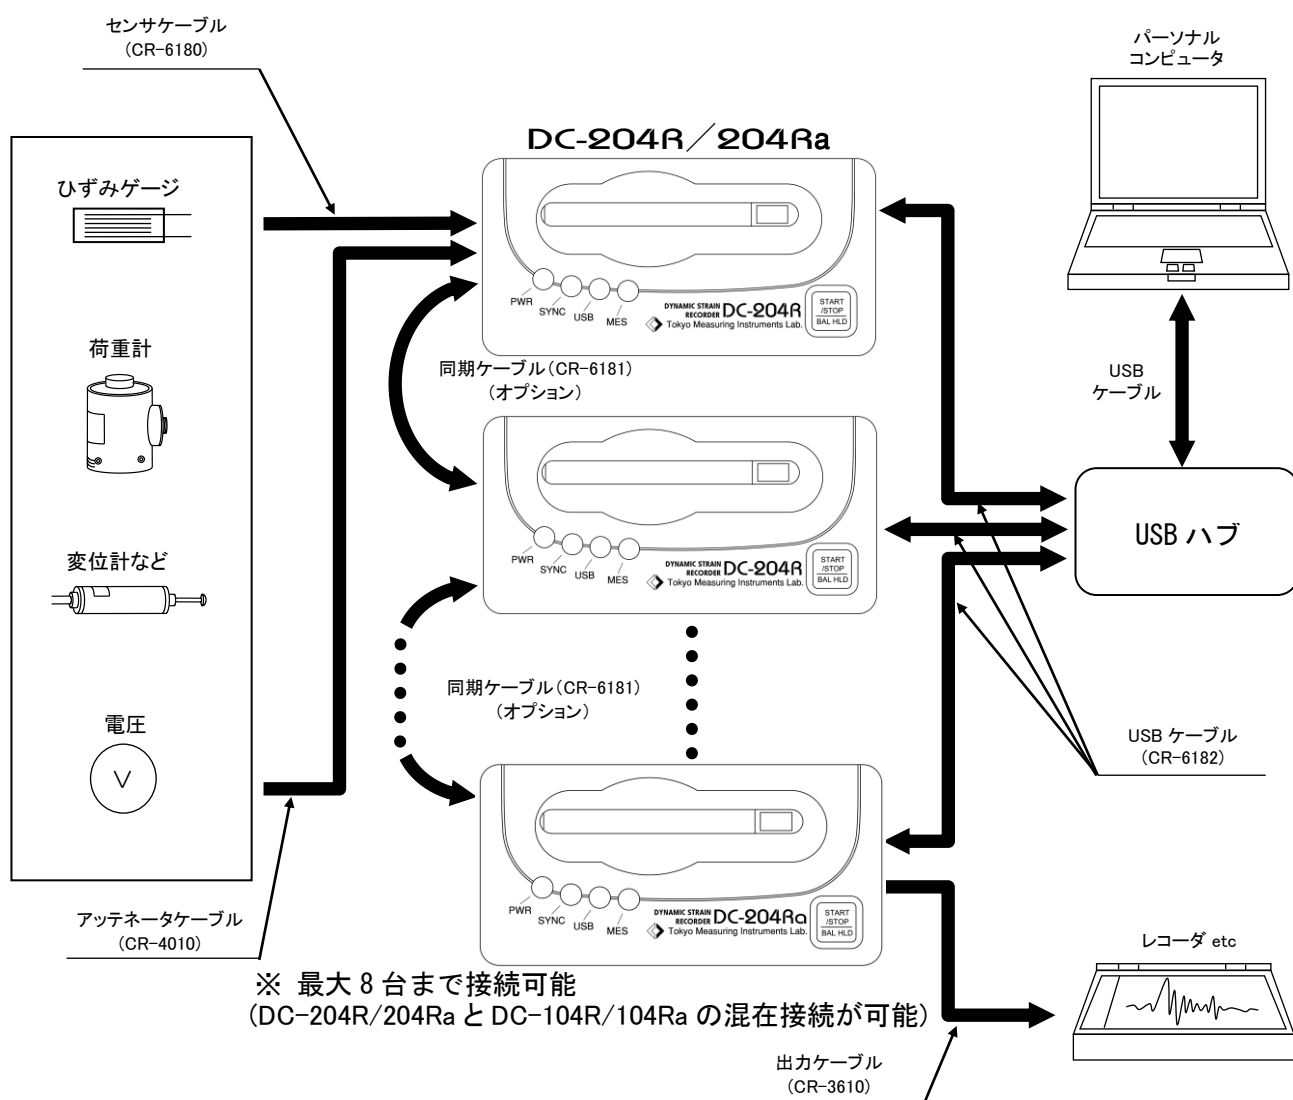 センサケーブル
(CR-6180)
パーソナル
コンピュータ
DC-204R／204Ra
ひずみゲージ
PWR
SYNC
USB
MES
DYNAMIC STRAIN
RECORDER DC-204R
Tokyo Measuring Instruments Lab.
START
/STOP
BAL HLD
荷重計
同期ケーブル(CR-6181)
(オプション)
USB
ケーブル
PWR
SYNC
USB
MES
DYNAMIC STRAIN
RECORDER DC-204R
Tokyo Measuring Instruments Lab.
START
/STOP
BAL HLD
USB ハブ
変位計など
同期ケーブル(CR-6181)
(オプション)
電圧
V
USB ケーブル
(CR-6182)
PWR
SYNC
USB
MES
DYNAMIC STRAIN
RECORDER DC-204Ra
Tokyo Measuring Instruments Lab.
START
/STOP
BAL HLD
アッテネータケーブル
(CR-4010)
レコーダ etc
※ 最大 8 台まで接続可能
(DC-204R/204Ra と DC-104R/104Ra の混在接続が可能)
出力ケーブル
(CR-3610)